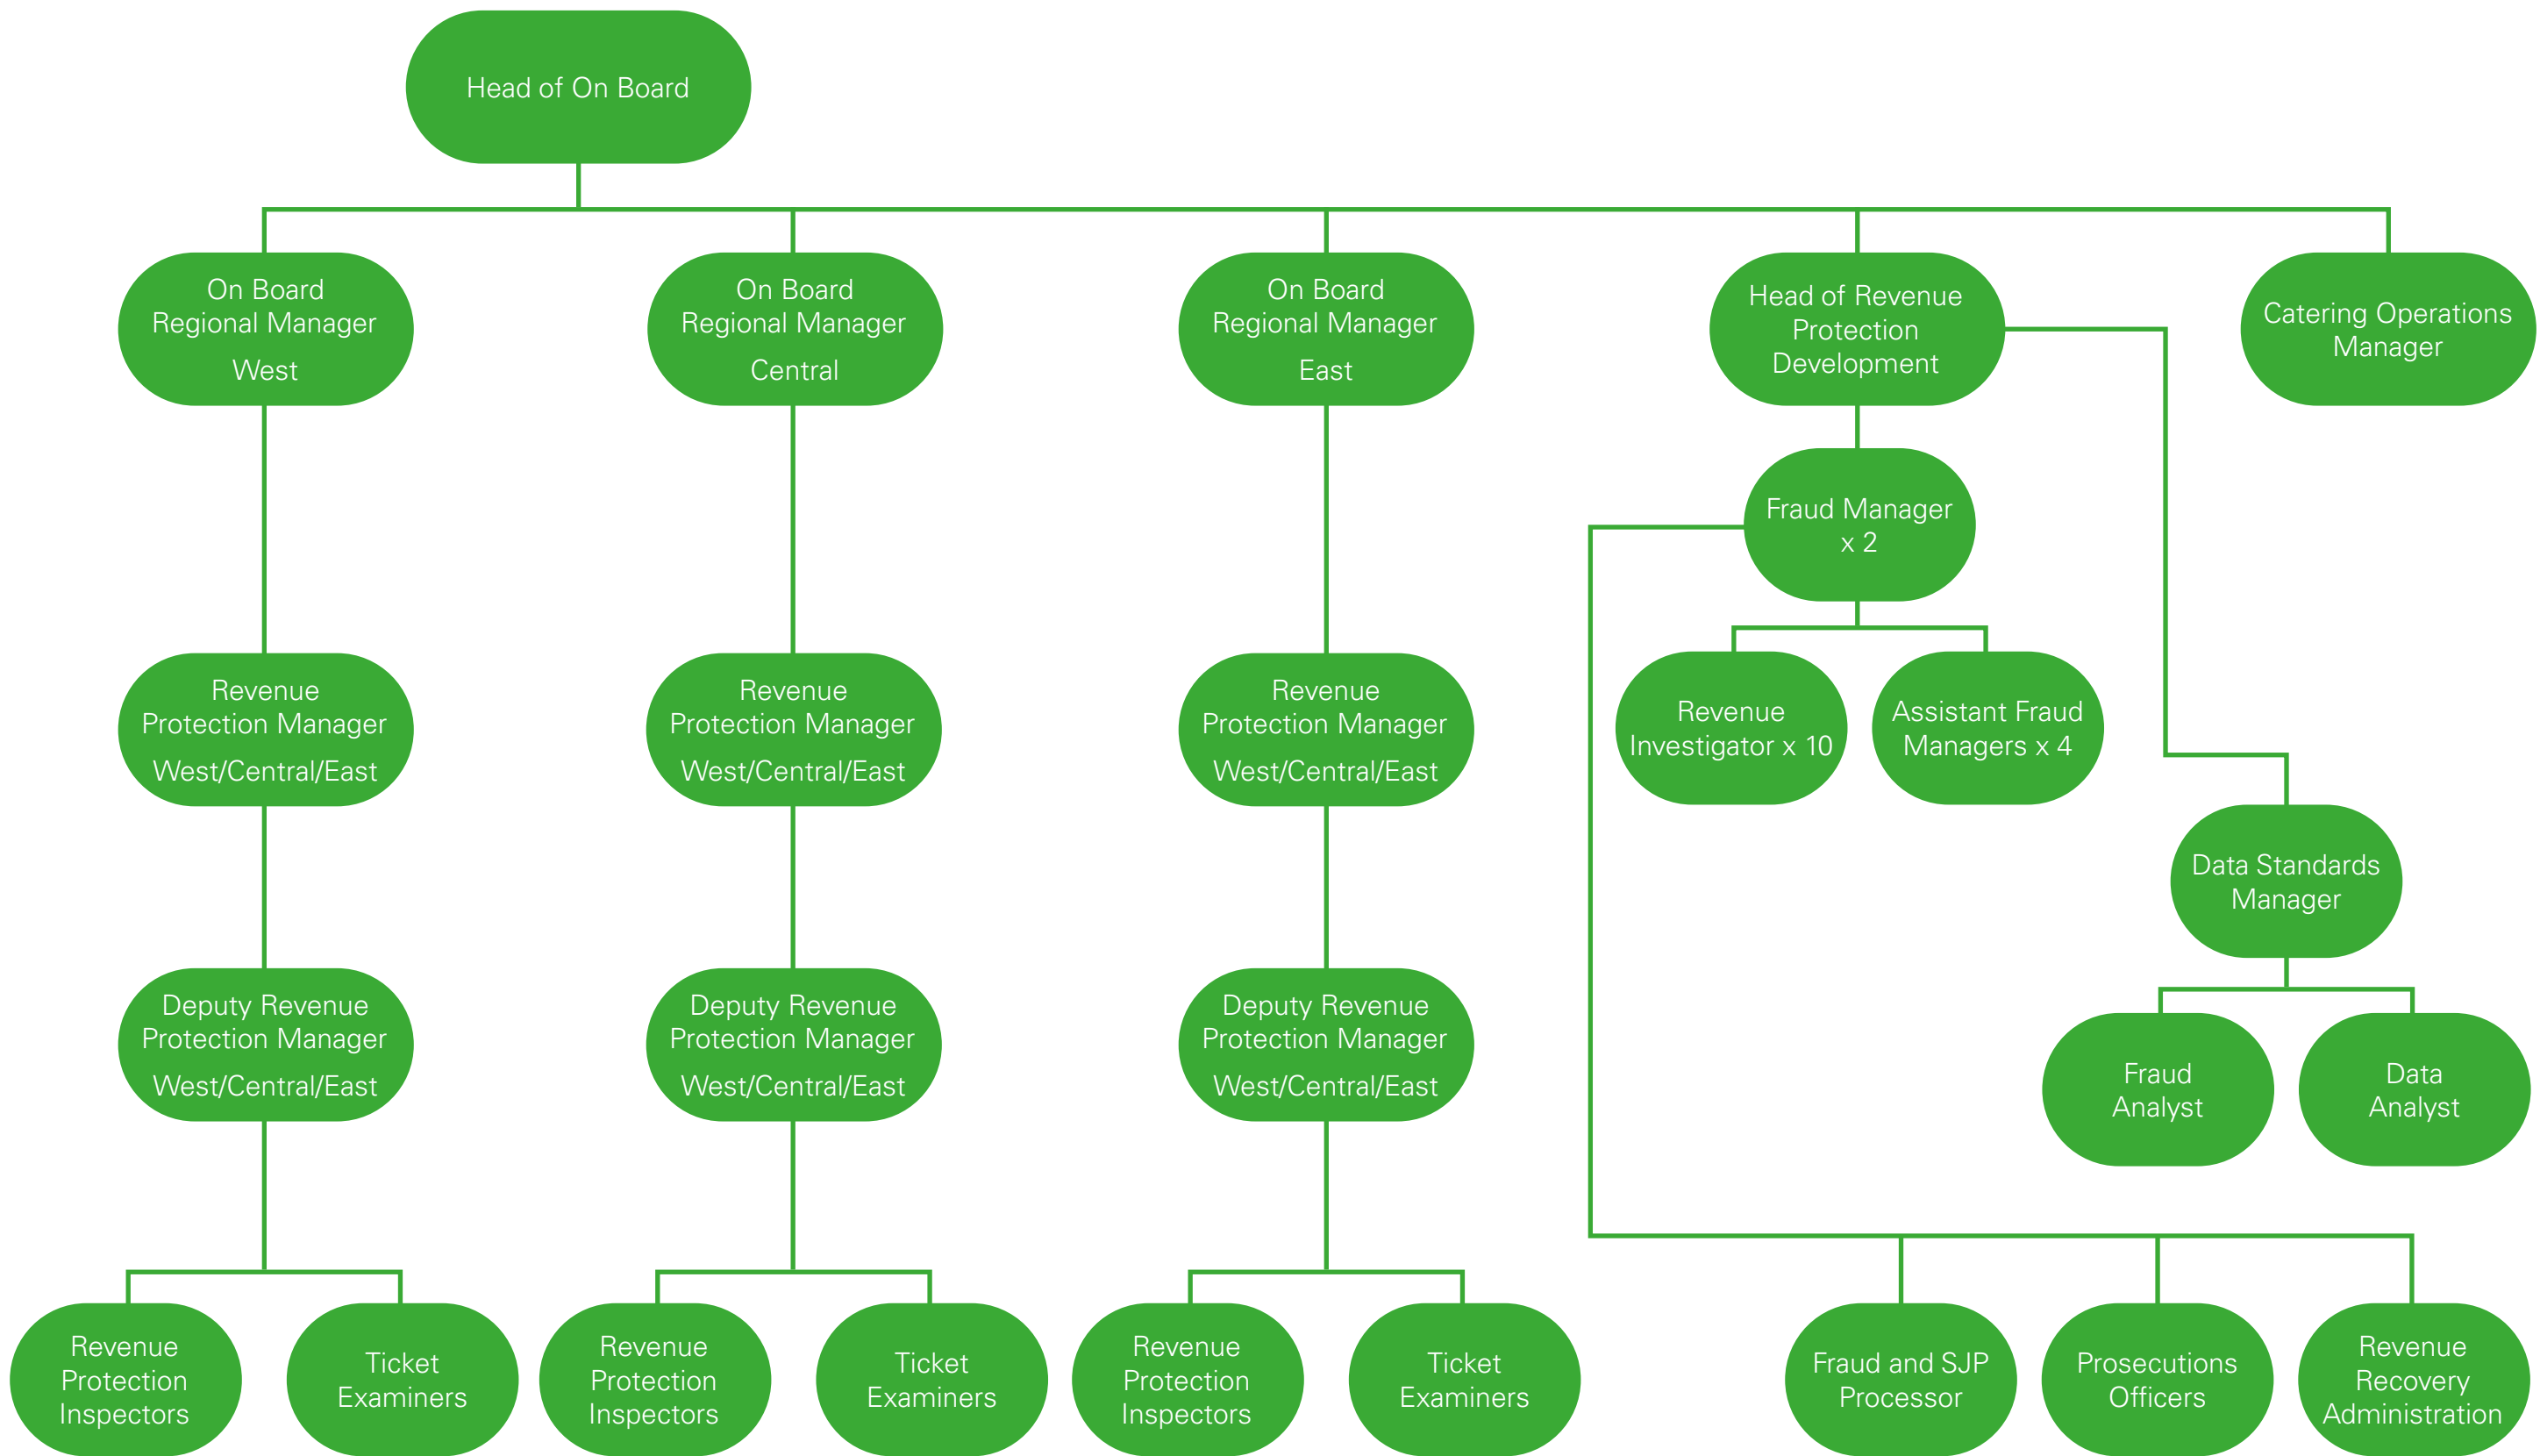 Head of On Board
On Board
Regional Manager
West
On Board
Regional Manager
Central
On Board
Regional Manager
East
Head of Revenue
Protection
Development
Catering Operations
Manager
Fraud Manager
x 2
Revenue
Protection Manager
West/Central/East
Revenue
Protection Manager
West/Central/East
Revenue
Protection Manager
West/Central/East
Revenue
Investigator x 10
Assistant Fraud
Managers x 4
Data Standards
Manager
Deputy Revenue
Protection Manager
West/Central/East
Deputy Revenue
Protection Manager
West/Central/East
Deputy Revenue
Protection Manager
West/Central/East
Fraud
Analyst
Data
Analyst
Revenue
Protection
Inspectors
Ticket
Examiners
Revenue
Protection
Inspectors
Ticket
Examiners
Revenue
Protection
Inspectors
Ticket
Examiners
Fraud and SJP
Processor
Prosecutions
Officers
Revenue
Recovery
Administration